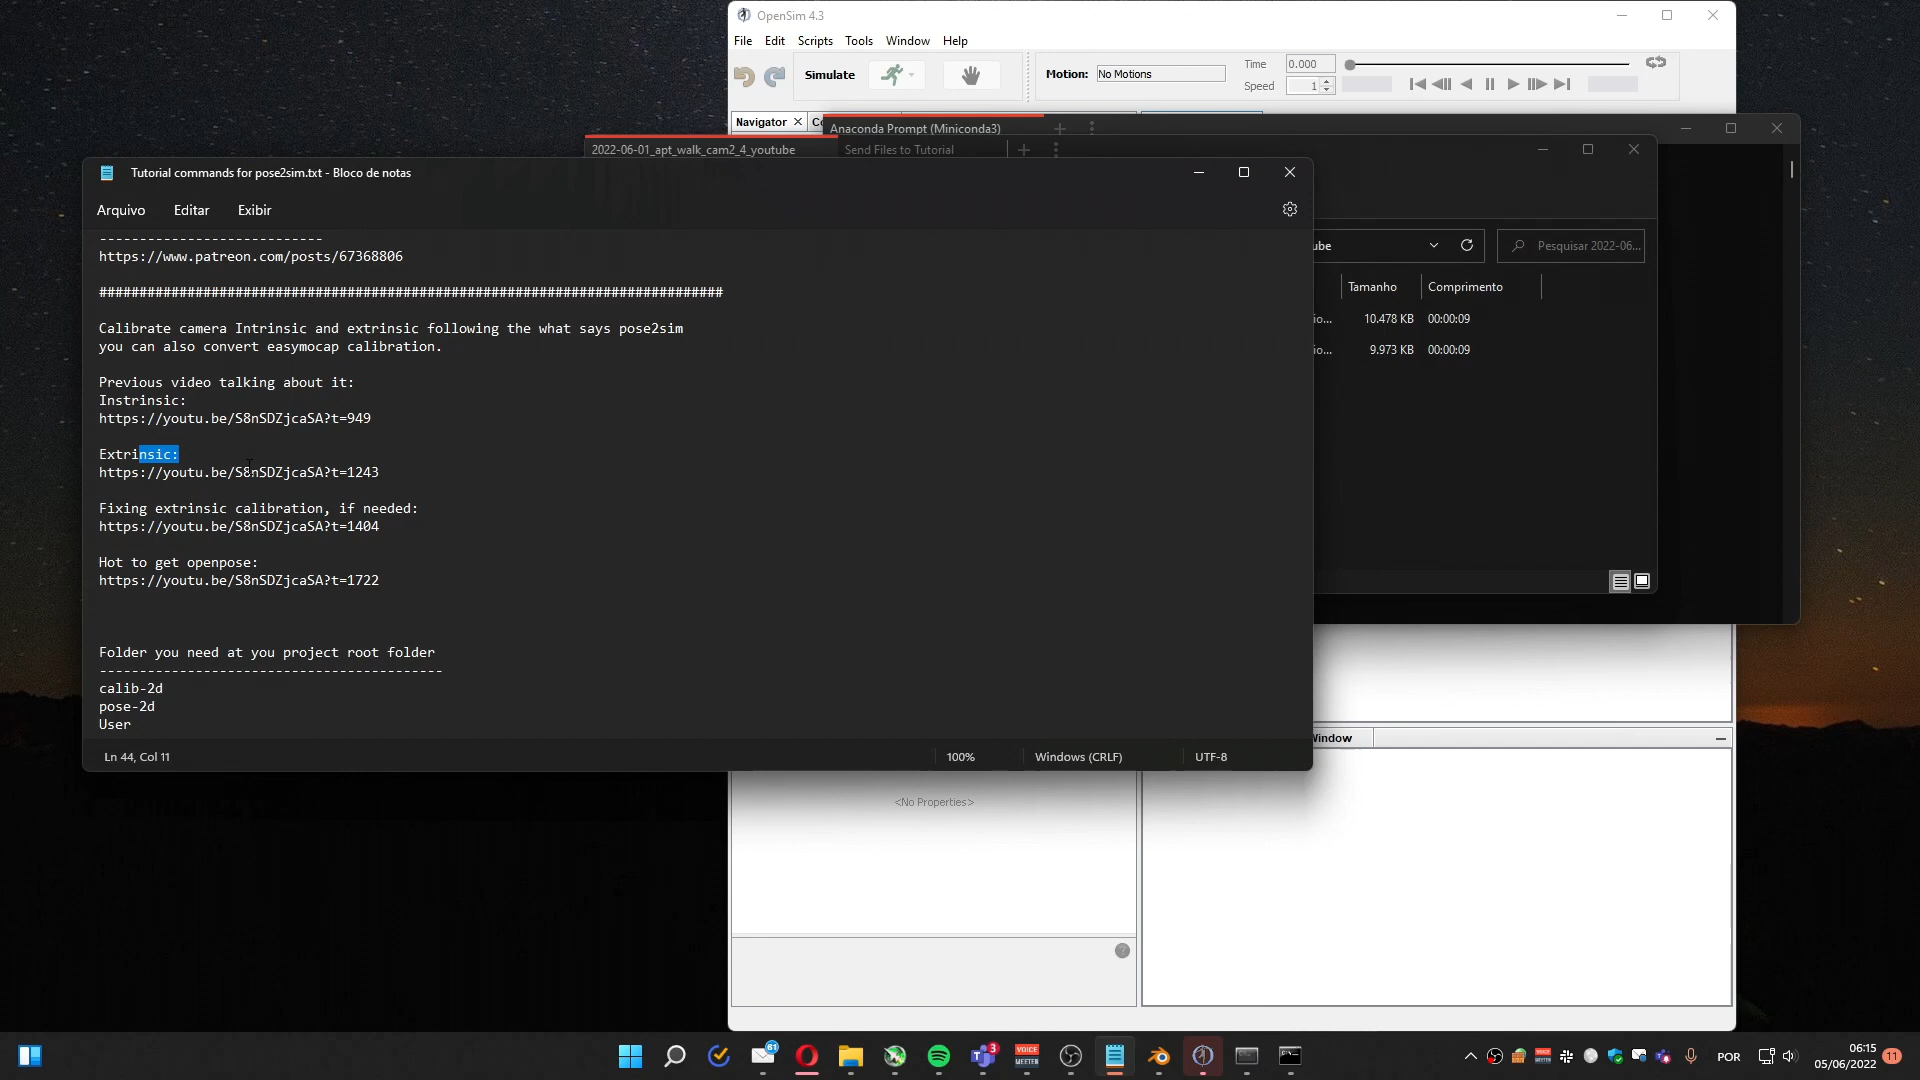 OpenSim 4.3
File Edit Scripts Tools Window Help
Simulate
Motion: No Motions
Time 0.000
Speed 1
Navigator
Anaconda Prompt (Miniconda3)
2022-06-01_apt_walk_cam2_4_youtube
Send Files to Tutorial
Tutorial commands for pose2sim.txt - Bloco de notas
Arquivo Editar Exibir
-----------------------------
https://www.patreon.com/posts/67368806
##############################################################################
Calibrate camera Intrinsic and extrinsic following the what says pose2sim
you can also convert easymocap calibration.
Previous video talking about it:
Instrinsic:
https://youtu.be/S8nSDZjcaSA?t=949
Extrinsic:
https://youtu.be/S8nSDZjcaSA?t=1243
Fixing extrinsic calibration, if needed:
https://youtu.be/S8nSDZjcaSA?t=1404
Hot to get openpose:
https://youtu.be/S8nSDZjcaSA?t=1722
Folder you need at you project root folder
-------------------------------------------
calib-2d
pose-2d
User
Ln 44, Col 11
100%
Windows (CRLF)
UTF-8
ube
Pesquisar 2022-06...
Tamanho
Comprimento
io...
10.478 KB
00:00:09
io...
9.973 KB
00:00:09
Window
<No Properties>
61
3
VOICE
MEETER
POR
06:15
05/06/2022
11